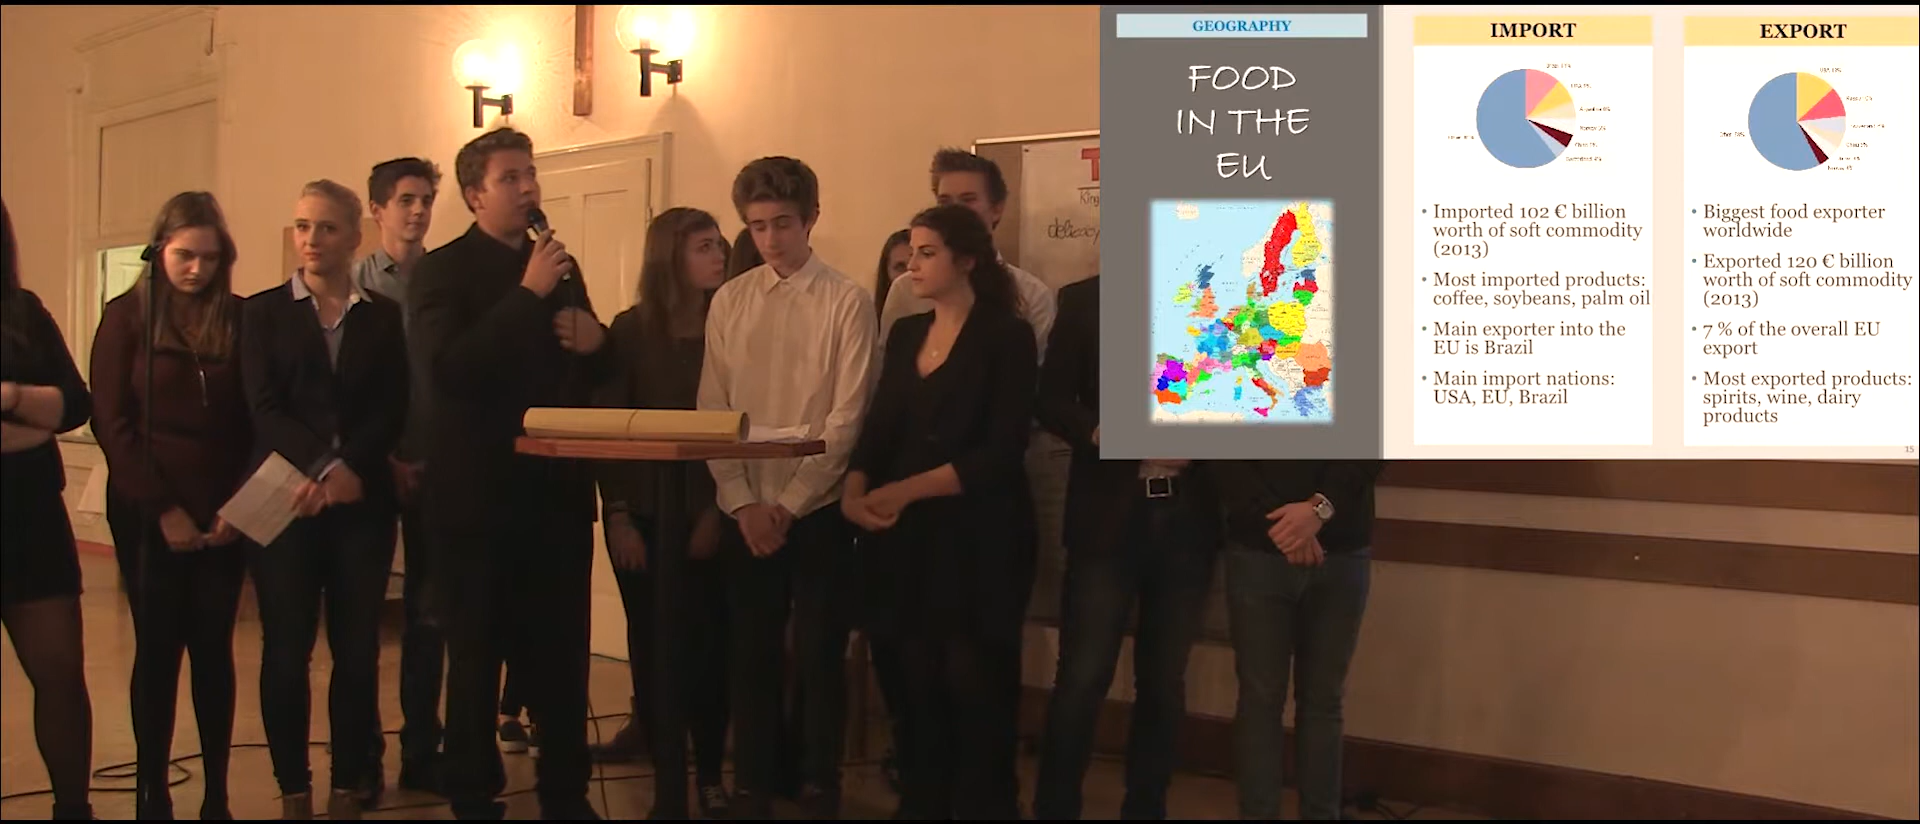 GEOGRAPHY
FOOD
IN THE
EU
IMPORT
• Imported 102 € billion
worth of soft commodity
(2013)
• Most imported products:
coffee, soybeans, palm oil
• Main exporter into the
EU is Brazil
• Main import nations:
USA, EU, Brazil
EXPORT
• Biggest food exporter
worldwide
• Exported 120 € billion
worth of soft commodity
(2013)
• 7 % of the overall EU
export
• Most exported products:
spirits, wine, dairy
products
15
T
King
delicacy